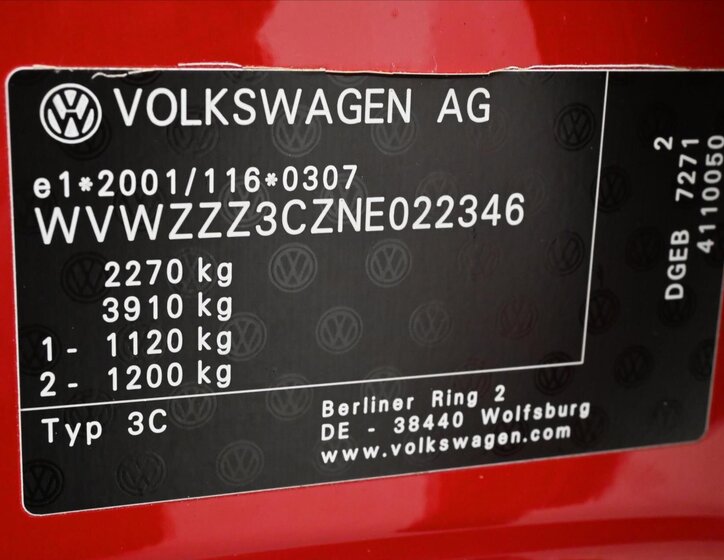 VOLKSWAGEN AG
e1*2001/116*0307
WVWZZZ3CZNE022346
2270 kg
3910 kg
1- 1120 kg
2- 1200 kg
Typ 3C
Berliner Ring 2
DE - 38440 Wolfsburg
www.volkswagen.com
2
DGEB 7271
4110050